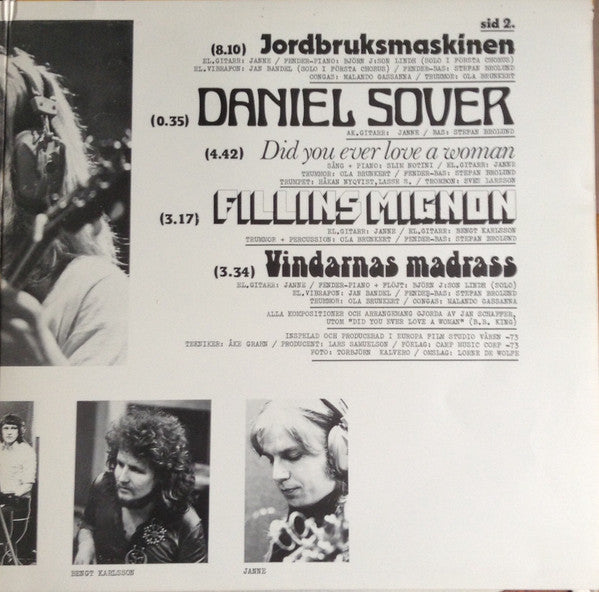 sid 2.
(8.10) Jordbruksmaskinen
EL.GITARR: JANNE / FENDER-PIANO: BJÖRN J:SON LINDH (SOLO I FÖRSTA CHORUS)
EL.VIBRAFON: JAN BANDEL (SOLO I FÖRSTA CHORUS) / FENDER-BAS: STEFAN BROLUND
CONGAS: MALANDO GASSANNA / TRUMMOR: OLA BRUNKERT
(0.35) DANIEL SOVER
AK.GITARR: JANNE / BAS: STEFAN BROLUND
(4.42) Did you ever love a woman
SÅNG + PIANO: SLIM NOTINI / EL.GITARR: JANNE
TRUMMOR: OLA BRUNKERT / FENDER-BAS: STEFAN BROLUND
TRUMPET: HÅKAN NYQVIST, LASSE S. / TROMBON: SVEN LARSSON
(3.17) FILLINS MIGNON
EL.GITARR: JANNE / EL.GITARR: BENGT KARLSSON
TRUMMOR + PERCUSSION: OLA BRUNKERT / FENDER-BAS: STEFAN BROLUND
(3.34) Vindarnas madrass
EL.GITARR: JANNE / FENDER-PIANO + FLÖJT: BJÖRN J:SON LINDH (SOLO)
EL.VIBRAFON: JAN BANDEL / FENDER-BAS: STEFAN BROLUND
TRUMMOR: OLA BRUNKERT / CONGAS: MALANDO GASSANNA
ALLA KOMPOSITIONER OCH ARRANGEMANG GJORDA AV JAN SCHAFFER,
UTOM "DID YOU EVER LOVE A WOMAN" (B.B. KING)
INSPELAD OCH PRODUCERAD I EUROPA FILM STUDIO VÅREN -73
TEKNIKER: ÅKE GRAHN / PRODUCENT: LARS SAMUELSON / FÖRLAG: CAMP MUSIC CORP -73
FOTO: TORBJÖRN KALVERO / OMSLAG: LORNE DE WOLFE
BENGT KARLSSON
JANNE